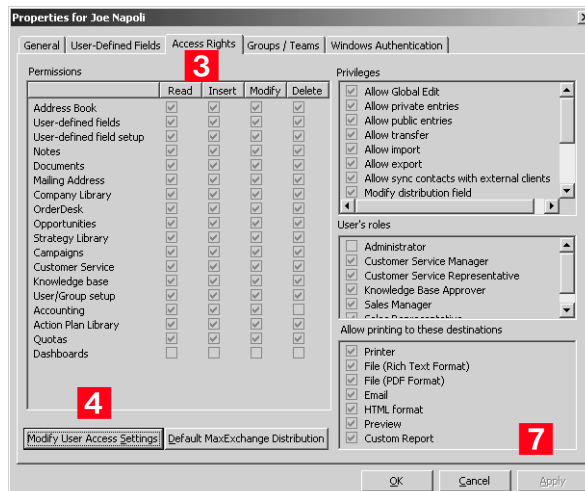 Properties for Joe Napoli
General
User-Defined Fields
Access Rights
Groups / Teams
Windows Authentication
3
Permissions
Read Insert Modify Delete
Address Book
User-defined fields
User-defined field setup
Notes
Documents
Mailing Address
Company Library
OrderDesk
Opportunities
Strategy Library
Campaigns
Customer Service
Knowledge base
User/Group setup
Accounting
Action Plan Library
Quotas
Dashboards
4
Modify User Access Settings
Default MaxExchange Distribution
Privileges
Allow Global Edit
Allow private entries
Allow public entries
Allow transfer
Allow import
Allow export
Allow sync contacts with external clients
Modify distribution field
User's roles
Administrator
Customer Service Manager
Customer Service Representative
Knowledge Base Approver
Sales Manager
Sales Representative
Allow printing to these destinations
Printer
File (Rich Text Format)
File (PDF Format)
Email
HTML format
Preview
Custom Report
7
OK
Cancel
Apply